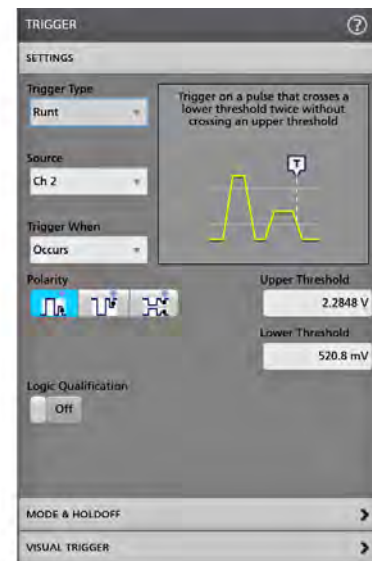 TRIGGER
?
SETTINGS
Trigger Type
Runt
Trigger on a pulse that crosses a
lower threshold twice without
crossing an upper threshold
T
Source
Ch 2
Trigger When
Occurs
Polarity
Upper Threshold
2.2848 V
Lower Threshold
520.8 mV
Logic Qualification
Off
MODE & HOLDOFF
VISUAL TRIGGER